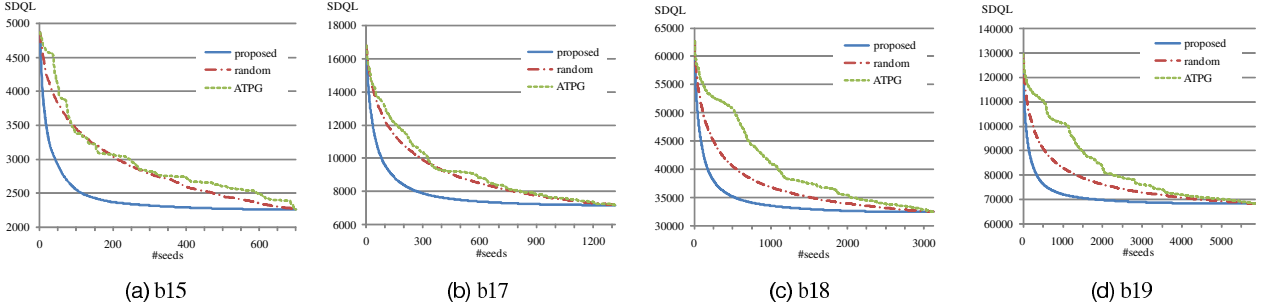 SDQL
5000
4500
4000
3500
3000
2500
2000
0
200
400
600
#seeds
proposed
random
ATPG
(a) b15
SDQL
18000
16000
14000
12000
10000
8000
6000
0
300
600
900
1200
#seeds
proposed
random
ATPG
(b) b17
SDQL
65000
60000
55000
50000
45000
40000
35000
30000
0
1000
2000
3000
#seeds
proposed
random
ATPG
(c) b18
SDQL
140000
130000
120000
110000
100000
90000
80000
70000
60000
0
1000
2000
3000
4000
5000
#seeds
proposed
random
ATPG
(d) b19